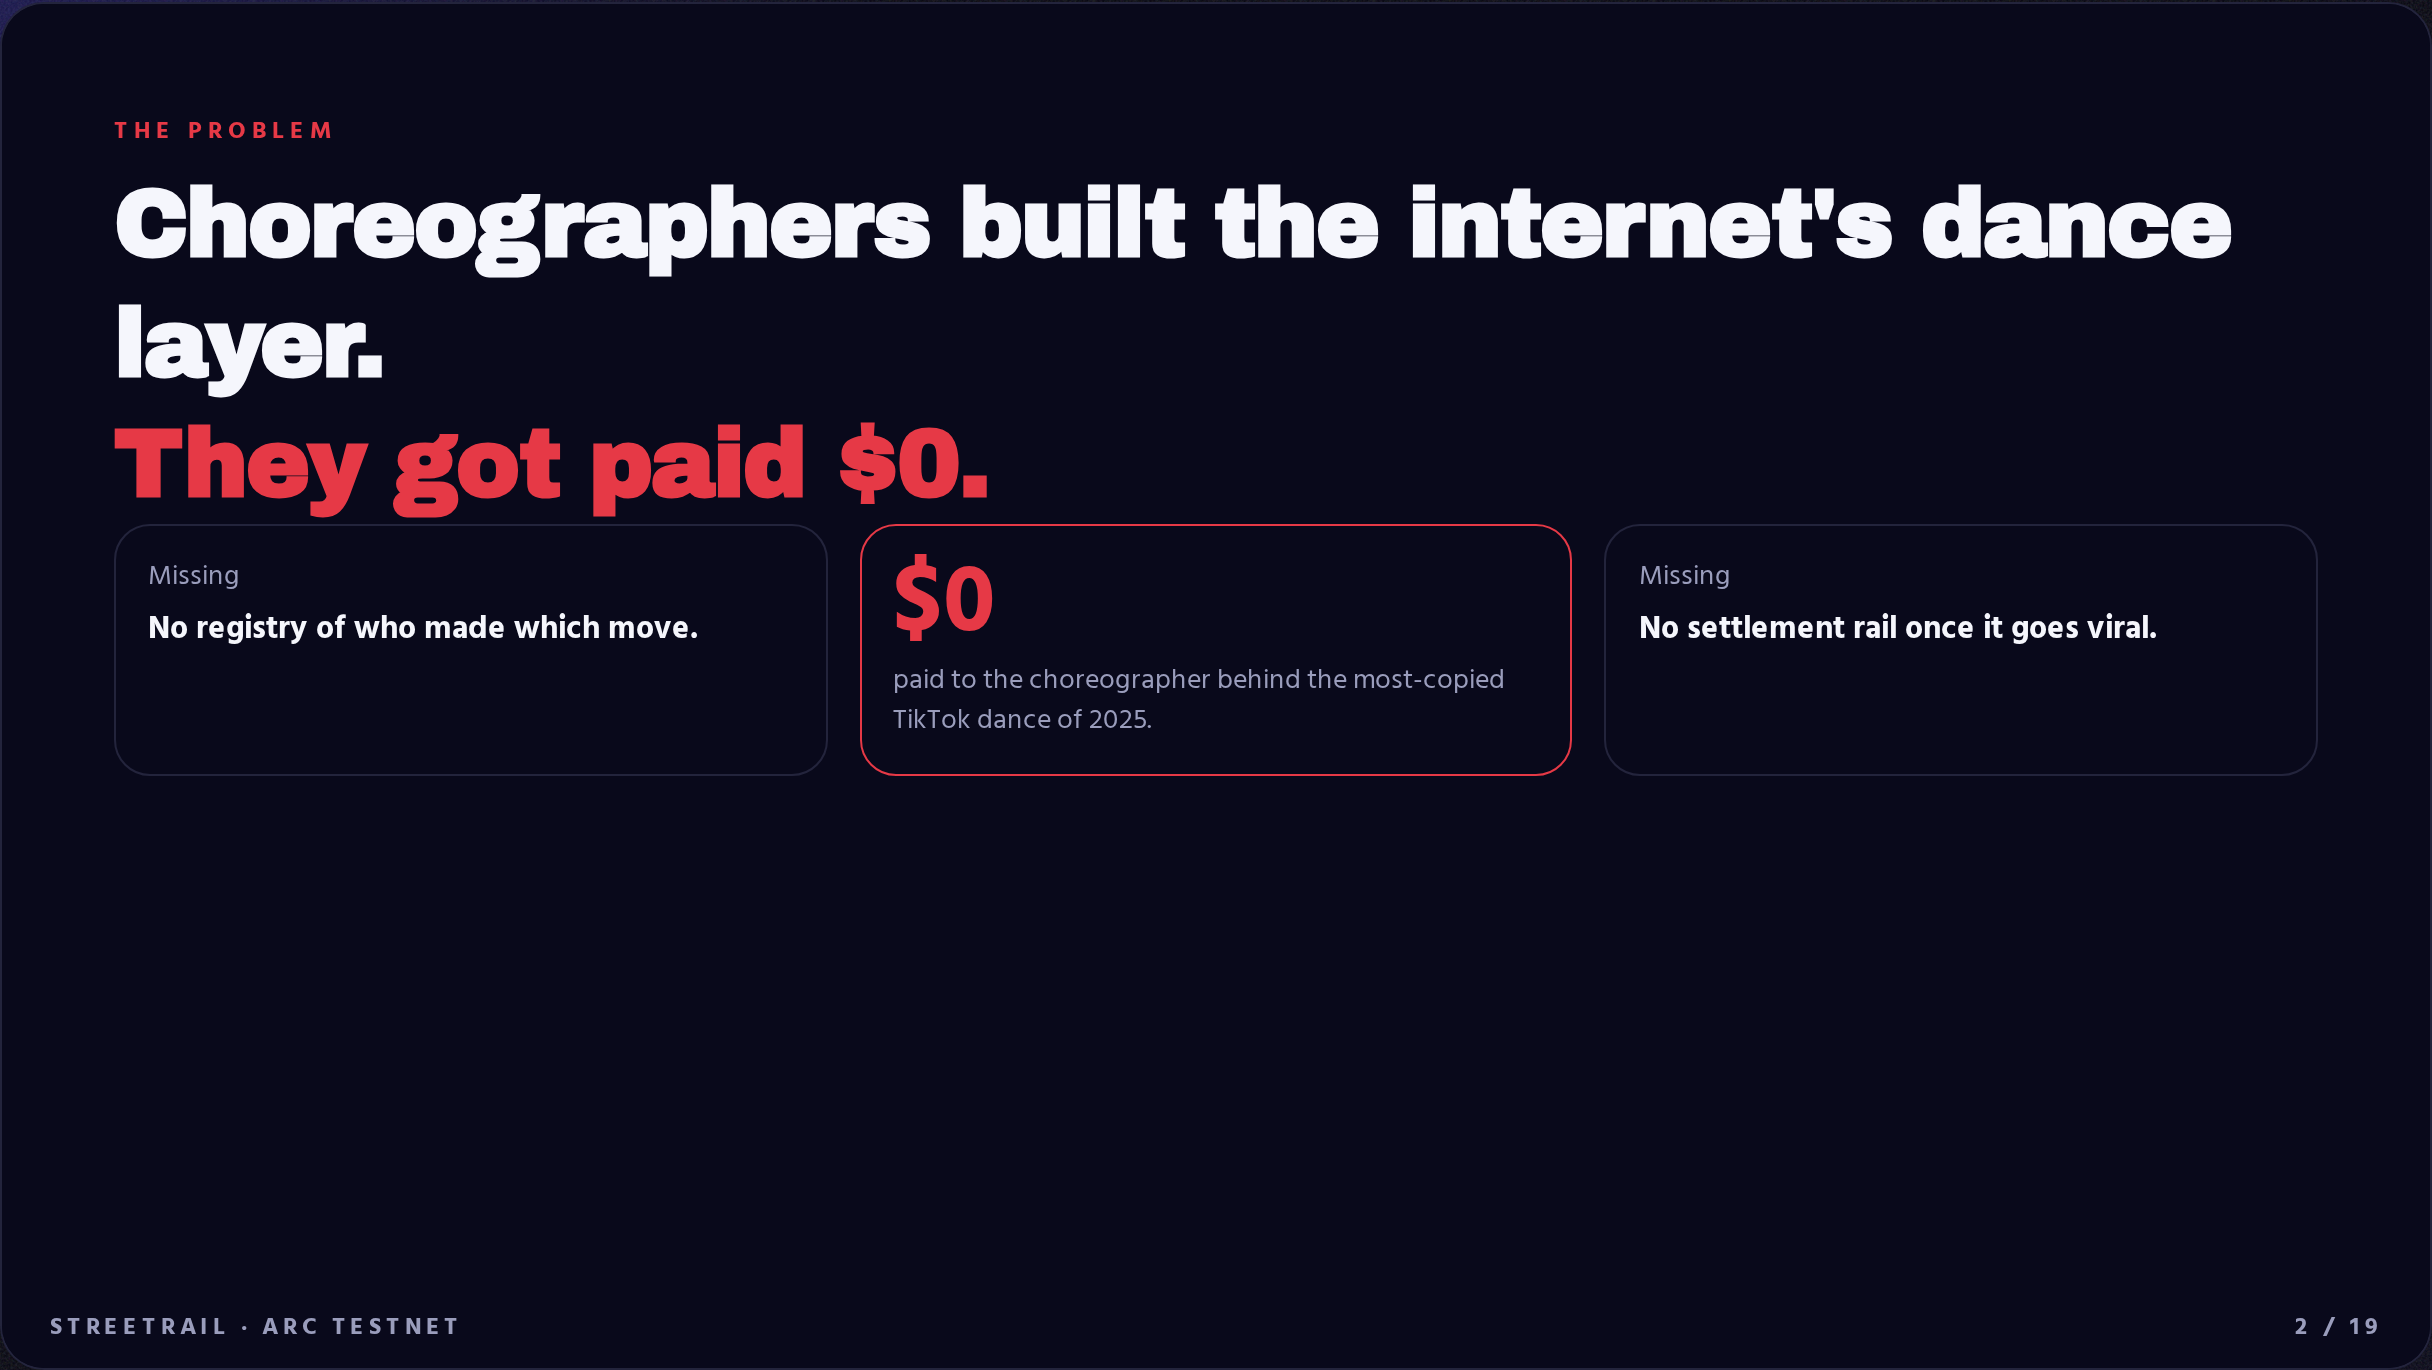 THE PROBLEM
Choreographers built the internet's dance
layer.
They got paid $0.
Missing
No registry of who made which move.
$0
paid to the choreographer behind the most-copied
TikTok dance of 2025.
Missing
No settlement rail once it goes viral.
STREETRAIL · ARC TESTNET
2 / 19